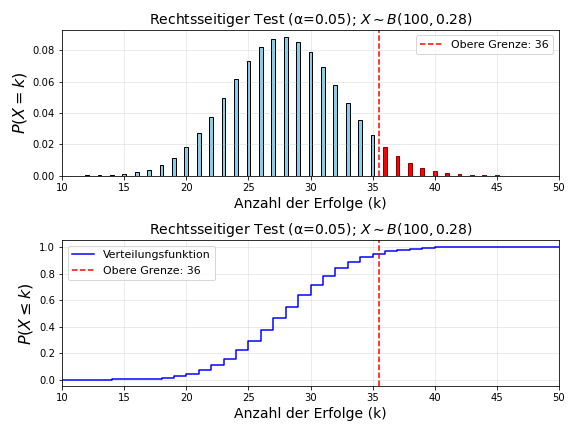 Rechtsseitiger Test (α=0.05); X ~ B(100, 0.28)
P(X = k)
0.08
0.06
0.04
0.02
0.00
Obere Grenze: 36
10 15 20 25 30 35 40 45 50
Anzahl der Erfolge (k)
Rechtsseitiger Test (α=0.05); X ~ B(100, 0.28)
P(X ≤ k)
1.0
0.8
0.6
0.4
0.2
0.0
Verteilungsfunktion
Obere Grenze: 36
10 15 20 25 30 35 40 45 50
Anzahl der Erfolge (k)